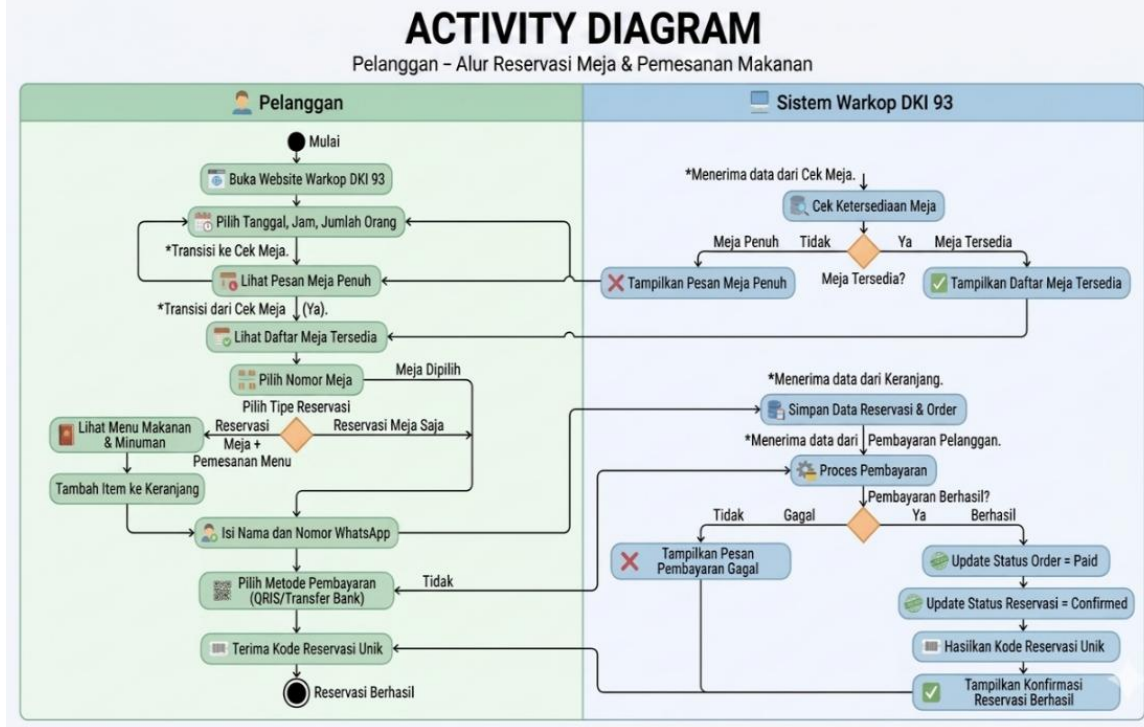 ACTIVITY DIAGRAM
Pelanggan – Alur Reservasi Meja & Pemesanan Makanan
Pelanggan
Sistem Warkop DKI 93
Mulai
Buka Website Warkop DKI 93
Pilih Tanggal, Jam, Jumlah Orang
*Transisi ke Cek Meja.
Lihat Pesan Meja Penuh
*Transisi dari Cek Meja (Ya).
Lihat Daftar Meja Tersedia
Pilih Nomor Meja
Meja Dipilih
Pilih Tipe Reservasi
Reservasi
Meja +
Pemesanan Menu
Reservasi Meja Saja
Lihat Menu Makanan
& Minuman
Tambah Item ke Keranjang
Isi Nama dan Nomor WhatsApp
Pilih Metode Pembayaran
(QRIS/Transfer Bank)
Tidak
Terima Kode Reservasi Unik
Reservasi Berhasil
*Menerima data dari Cek Meja.
Cek Ketersediaan Meja
Meja Penuh Tidak
Ya Meja Tersedia
Meja Tersedia?
Tampilkan Pesan Meja Penuh
Tampilkan Daftar Meja Tersedia
*Menerima data dari Keranjang.
Simpan Data Reservasi & Order
*Menerima data dari Pembayaran Pelanggan.
Proces Pembayaran
Pembayaran Berhasil?
Tidak Gagal
Ya Berhasil
Tampilkan Pesan
Pembayaran Gagal
Update Status Order = Paid
Update Status Reservasi = Confirmed
Hasilkan Kode Reservasi Unik
Tampilkan Konfirmasi
Reservasi Berhasil